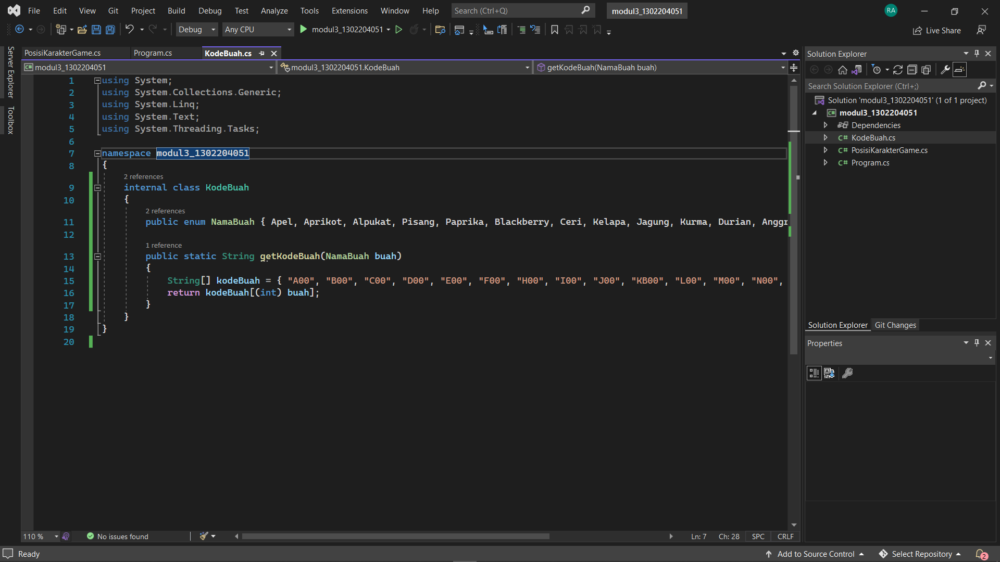 File Edit View Git Project Build Debug Test Analyze Tools Extensions Window Help Search (Ctrl+Q) modul3_1302204051 RA
Debug Any CPU modul3_1302204051 Live Share
Server Explorer
Toolbox
PosisiKarakterGame.cs Program.cs KodeBuah.cs
C# modul3_1302204051 modul3_1302204051.KodeBuah getKodeBuah(NamaBuah buah)
1 using System;
2 using System.Collections.Generic;
3 using System.Linq;
4 using System.Text;
5 using System.Threading.Tasks;
6
7 namespace modul3_1302204051
8 {
2 references
9 internal class KodeBuah
10 {
2 references
11 public enum NamaBuah { Apel, Aprikot, Alpukat, Pisang, Paprika, Blackberry, Ceri, Kelapa, Jagung, Kurma, Durian, Anggr
12
1 reference
13 public static String getKodeBuah(NamaBuah buah)
14 {
15 String[] kodeBuah = { "A00", "B00", "C00", "D00", "E00", "F00", "H00", "I00", "J00", "KB00", "L00", "M00", "N00",
16 return kodeBuah[(int) buah];
17 }
18 }
19 }
20
110 % No issues found Ln: 7 Ch: 28 SPC CRLF
Solution Explorer
Search Solution Explorer (Ctrl+;)
Solution 'modul3_1302204051' (1 of 1 project)
C# modul3_1302204051
Dependencies
C# KodeBuah.cs
C# PosisiKarakterGame.cs
C# Program.cs
Solution Explorer Git Changes
Properties
Ready Add to Source Control Select Repository 2